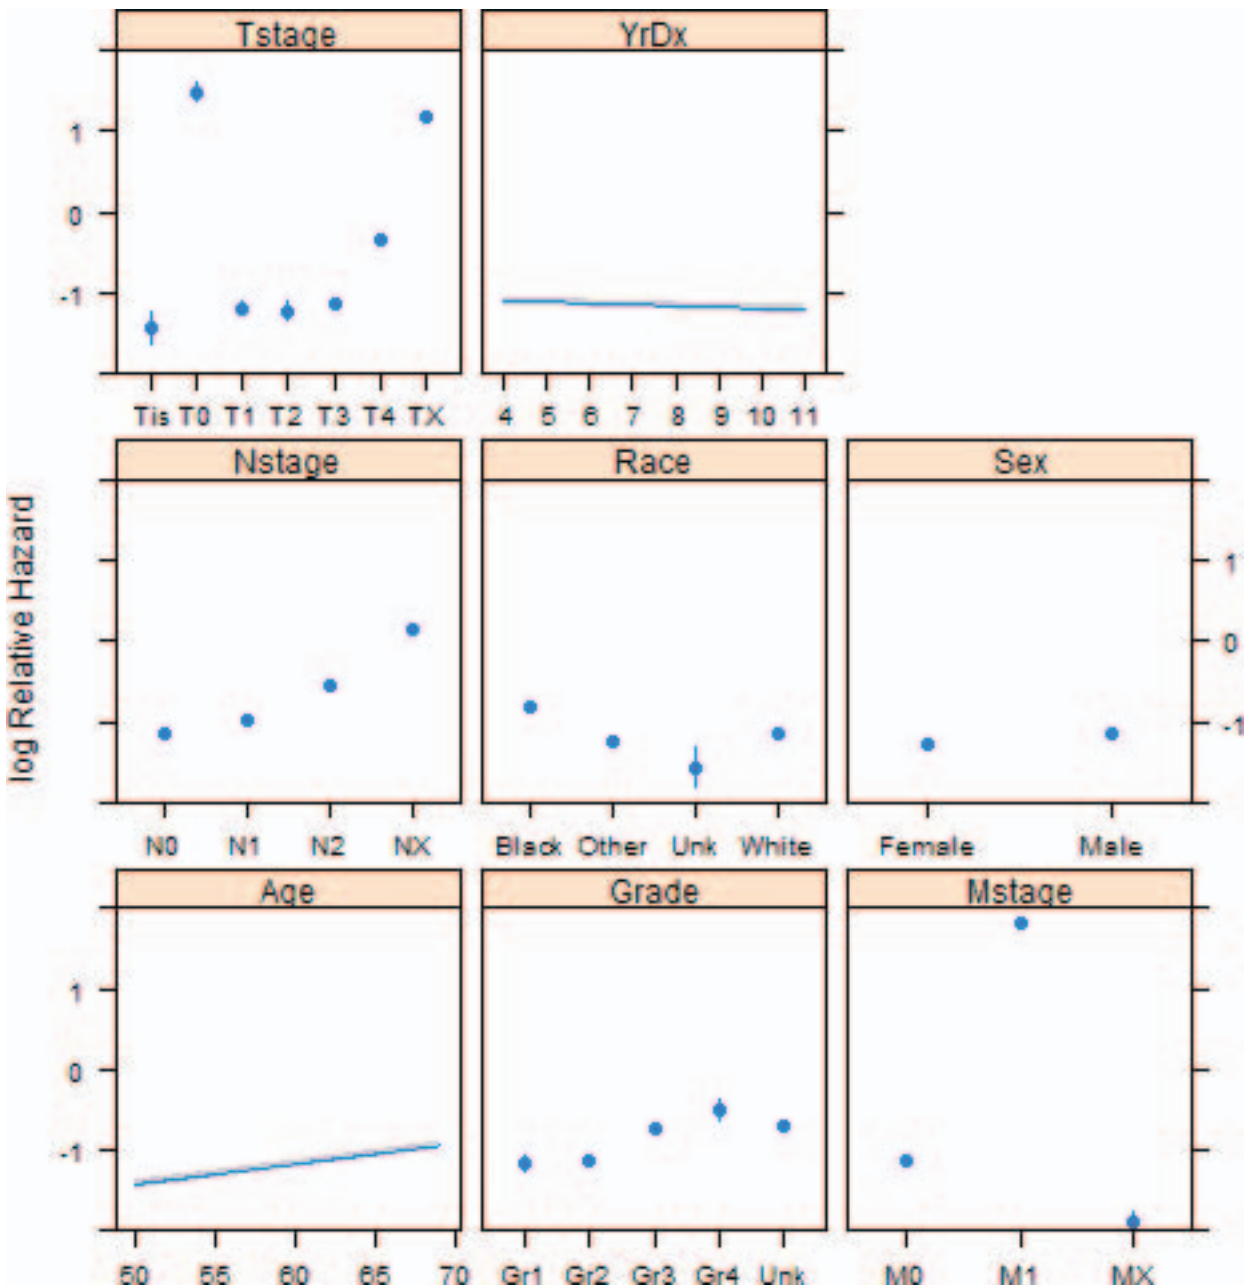 Tstage YrDx
1
0
-1
Tis T0 T1 T2 T3 T4 TX 4 5 6 7 8 9 10 11
Nstage Race Sex
log Relative Hazard
1
0
-1
N0 N1 N2 NX Black Other Unk White Female Male
Age Grade Mstage
1
0
-1
50 55 60 65 70 Gr1 Gr2 Gr3 Gr4 Unk M0 M1 MX